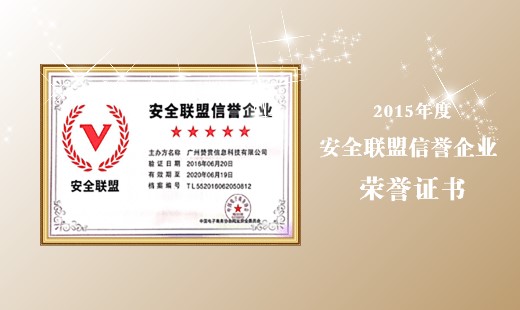 安全联盟
安全联盟信誉企业
★★★★★
主办方名称：广州赞赏信息科技有限公司
验证日期：2016年06月20日
有效期至：2020年06月19日
档案编号：TL552016062050812
2015年度
安全联盟信誉企业
荣誉证书